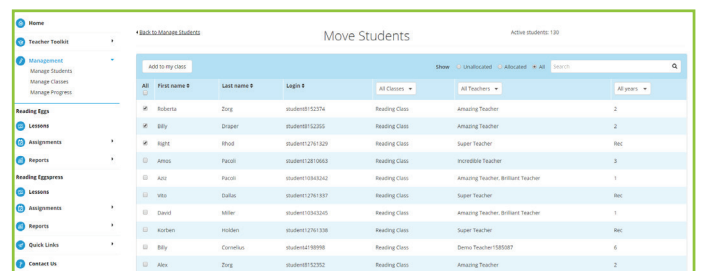 Home
Teacher Toolkit
Management
Manage Students
Manage Classes
Manage Progress
Reading Eggs
Lessons
Assignments
Reports
Reading Eggspress
Lessons
Assignments
Reports
Quick Links
Contact Us
Back to Manage Students
Move Students
Active students: 130
Add to my class
Show Unallocated Allocated All Search
All First name Last name Login All Classes All Teachers All years
Roberta Zorg student8152374 Reading Class Amazing Teacher 2
Billy Draper student8152355 Reading Class Amazing Teacher 2
Right Rhod student12761329 Reading Class Super Teacher Rec
Amos Pacoli student12810663 Reading Class Incredible Teacher 3
Aziz Pacoli student10343242 Reading Class Amazing Teacher, Brilliant Teacher 1
Vito Dallas student12761337 Reading Class Super Teacher Rec
David Miller student10343245 Reading Class Amazing Teacher, Brilliant Teacher 1
Korben Holden student12761338 Reading Class Super Teacher Rec
Billy Cornelius student4198998 Reading Class Demo Teacher1585087 6
Alex Zorg student8152352 Reading Class Amazing Teacher 2